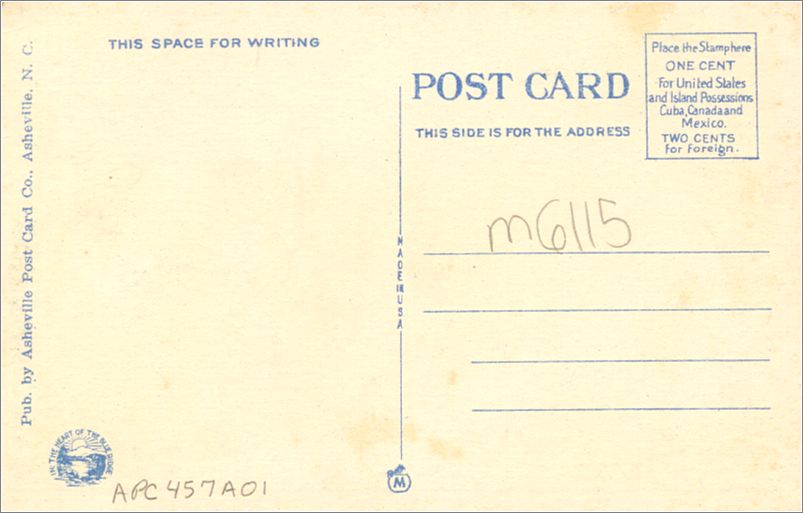 Pub. by Asheville Post Card Co., Asheville, N. C.
THIS SPACE FOR WRITING
POST CARD
THIS SIDE IS FOR THE ADDRESS
Place the Stamp here
ONE CENT
For United States
and Island Possessions
Cuba, Canada and
Mexico.
TWO CENTS
for Foreign.
m6115
MADE IN USA
IN THE HEART OF THE BLUE RIDGE
APC457A01
M